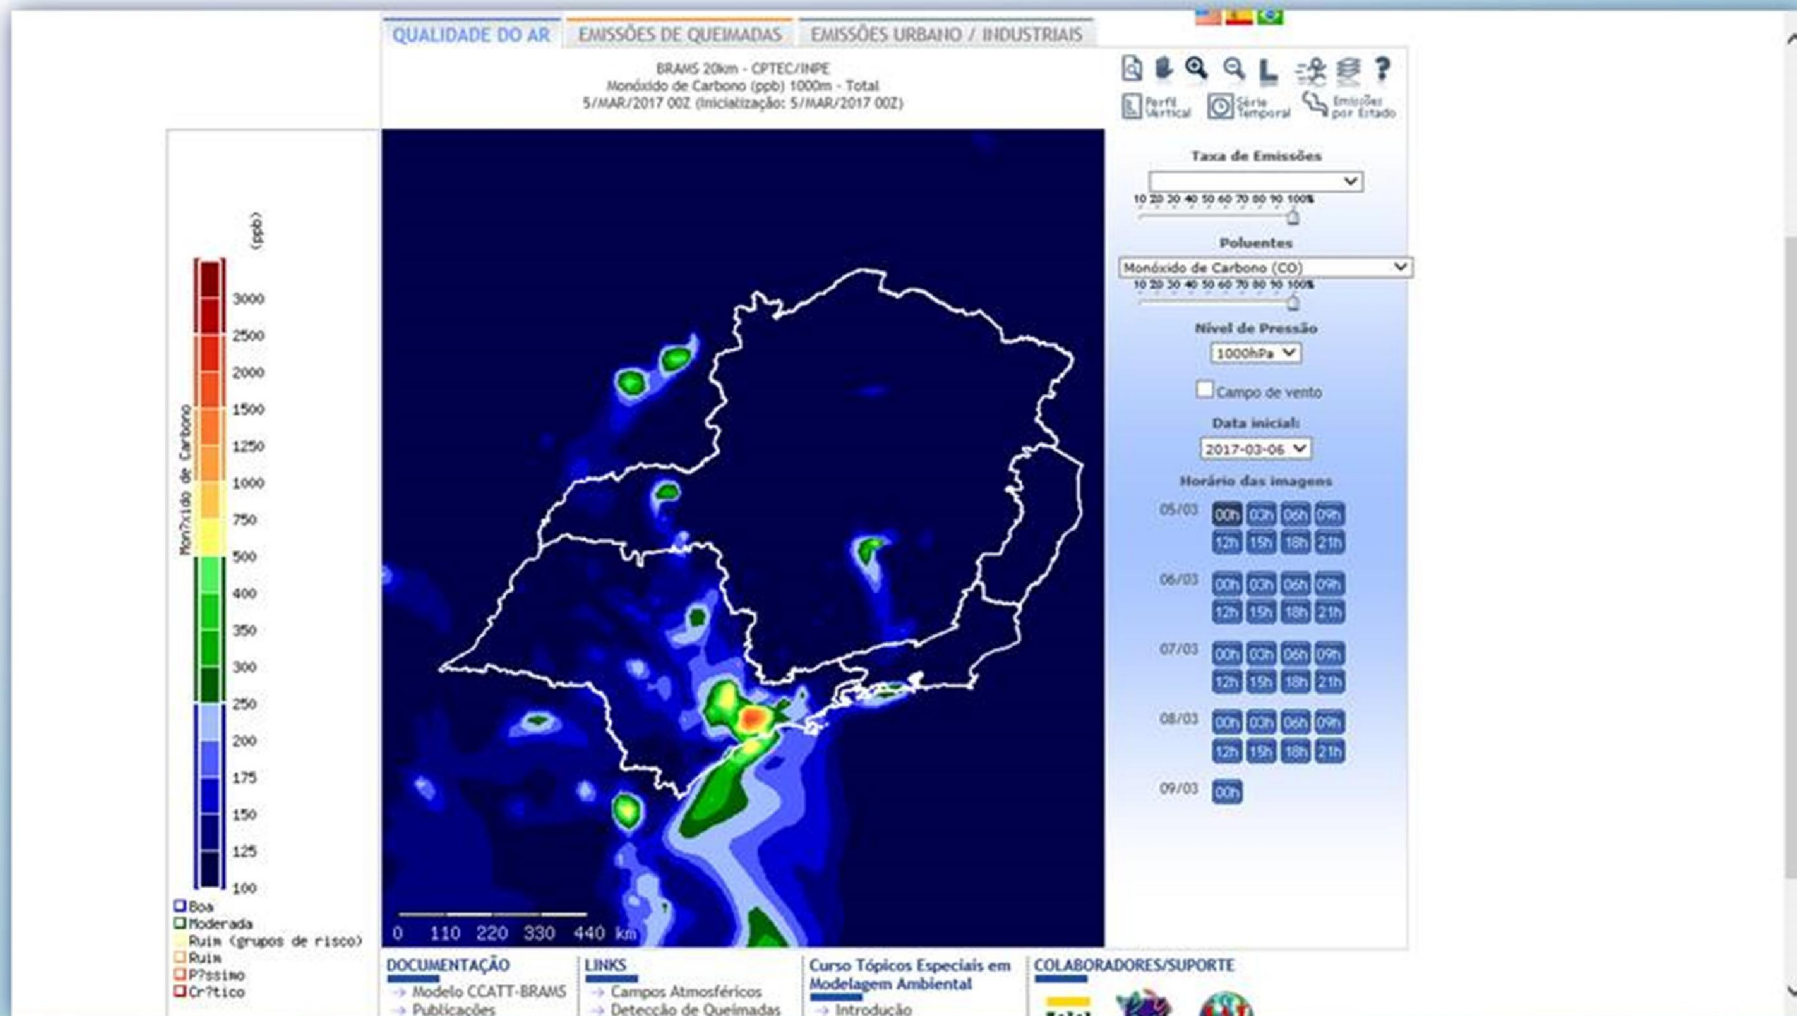 QUALIDADE DO AR
EMISSÕES DE QUEIMADAS
EMISSÕES URBANO / INDUSTRIAIS
BRAMS 20km - CPTEC/INPE
Monóxido de Carbono (ppb) 1000m - Total
5/MAR/2017 00Z (Inicialização: 5/MAR/2017 00Z)
(ppb)
Mon?xido de Carbono
3000
2500
2000
1500
1250
1000
750
500
400
350
300
250
200
175
150
125
100
Boa
Moderada
Ruim (grupos de risco)
Ruim
P?ssimo
Cr?tico
0 110 220 330 440 km
Perfil Vertical
Série Temporal
Emissões por Estado
Taxa de Emissões
10 20 30 40 50 60 70 80 90 100%
Poluentes
Monóxido de Carbono (CO)
10 20 30 40 50 60 70 80 90 100%
Nível de Pressão
1000hPa
Campo de vento
Data inicial:
2017-03-06
Horário das imagens
05/03 00h 03h 06h 09h
12h 15h 18h 21h
06/03 00h 03h 06h 09h
12h 15h 18h 21h
07/03 00h 03h 06h 09h
12h 15h 18h 21h
08/03 00h 03h 06h 09h
12h 15h 18h 21h
09/03 00h
DOCUMENTAÇÃO
Modelo CCATT-BRAMS
Publicações
LINKS
Campos Atmosféricos
Detecção de Queimadas
Curso Tópicos Especiais em
Modelagem Ambiental
Introdução
COLABORADORES/SUPORTE